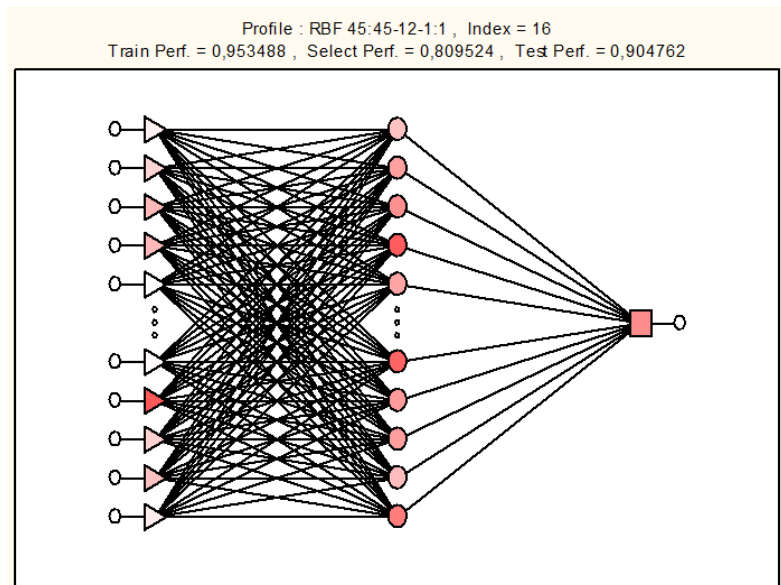 Profile : RBF 45:45-12-1:1 , Index = 16
Train Perf. = 0,953488 , Select Perf. = 0,809524 , Test Perf. = 0,904762